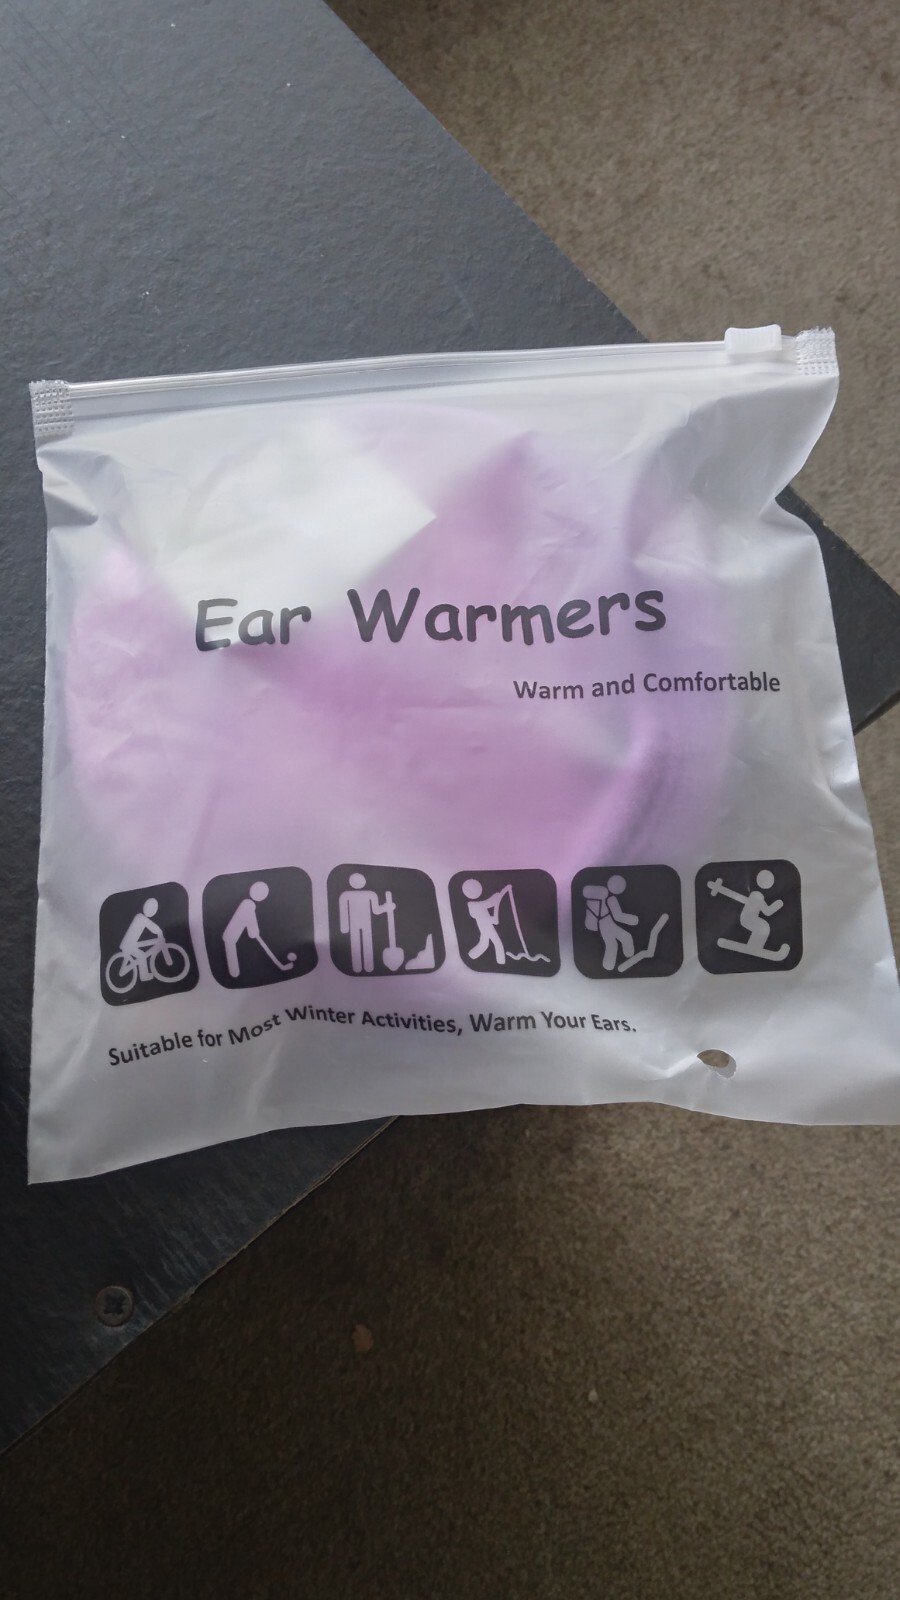 Ear Warmers
Warm and Comfortable
Suitable for Most Winter Activities, Warm Your Ears.